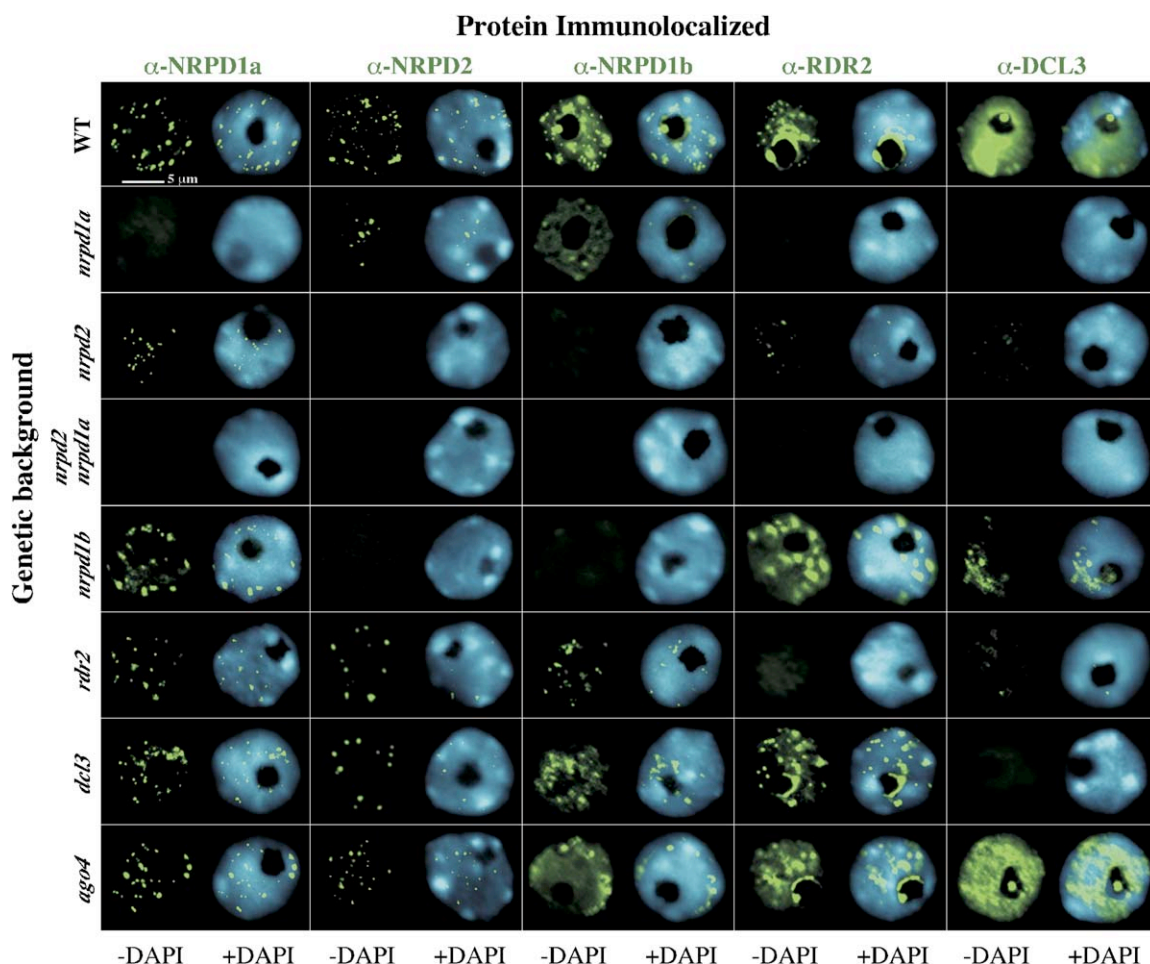 Protein Immunolocalized
α-NRPD1a α-NRPD2 α-NRPD1b α-RDR2 α-DCL3
Genetic background
WT
5 μm
nrpd1a
nrpd2
nrpd2
nrpd1a
nrpd1b
rdr2
dcl3
ago4
-DAPI +DAPI -DAPI +DAPI -DAPI +DAPI -DAPI +DAPI -DAPI +DAPI